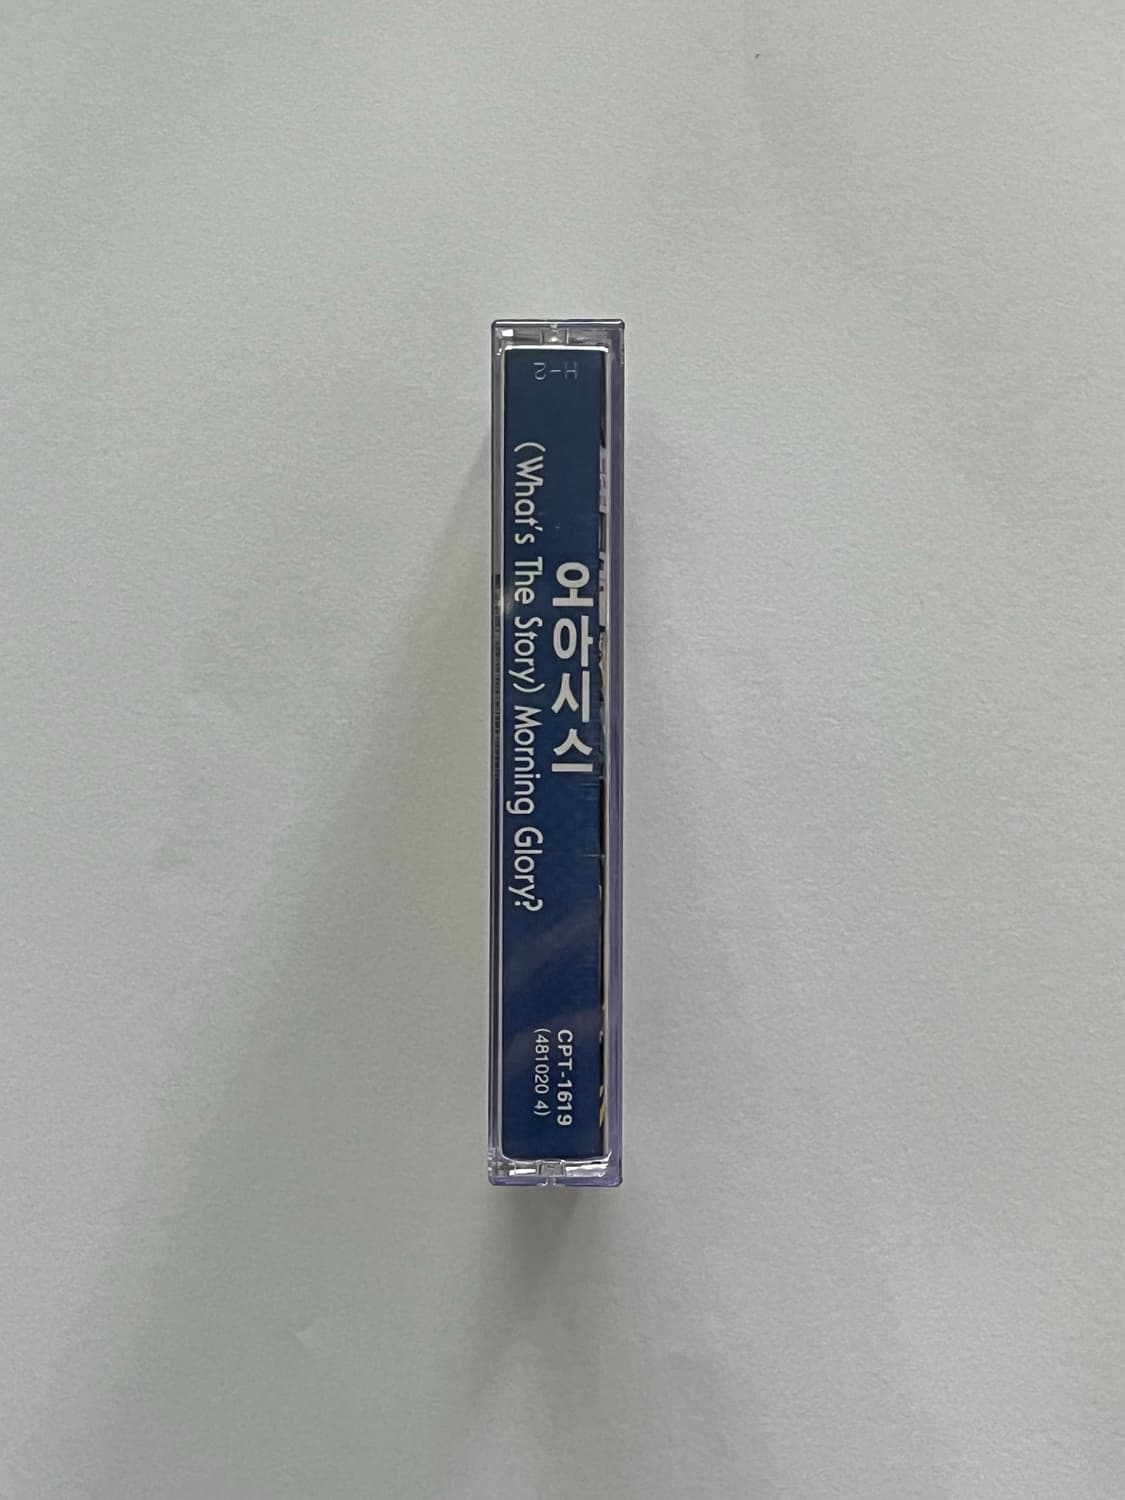 오아시스
(What's The Story) Morning Glory?
CPT-1619
(481020 4)
H-2